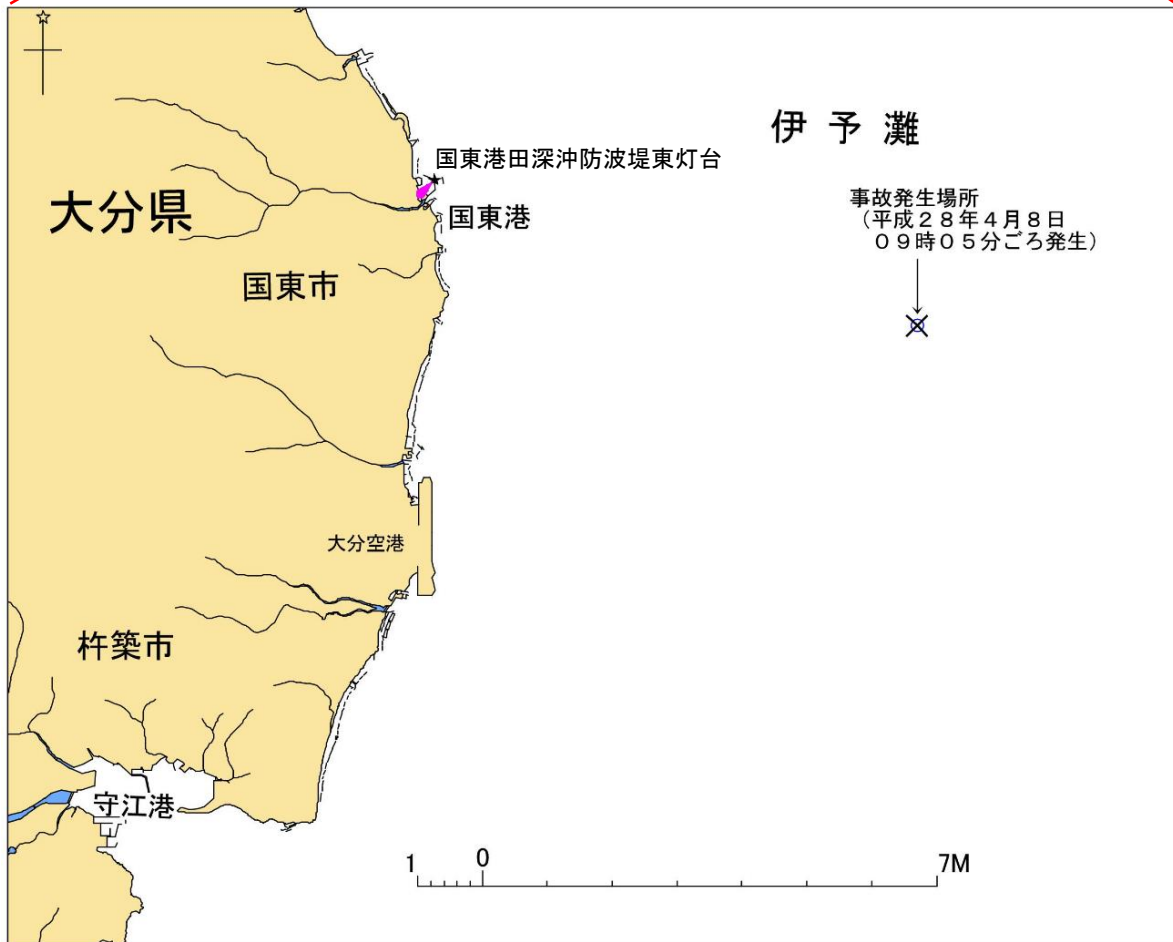 伊予灘
国東港田深沖防波堤東灯台
大分県
国東港
事故発生場所
（平成２８年４月８日
０９時０５分ごろ発生）
国東市
大分空港
杵築市
守江港
1 0 7M